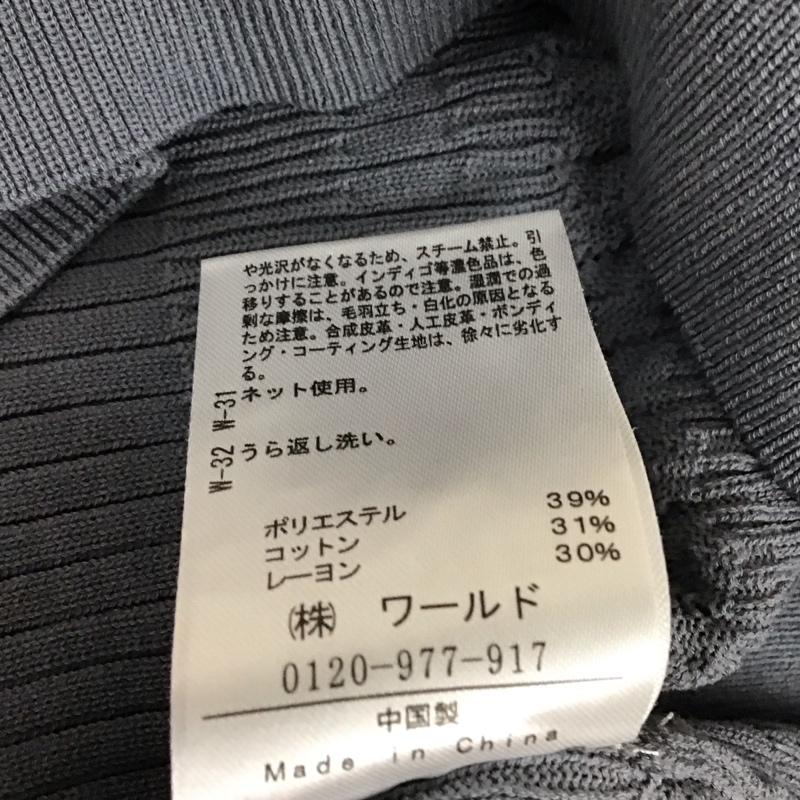 や光沢がなくなるため、スチーム禁止。引
っかけに注意。インディゴ等濃色品は、色
移りすることがあるので注意。湿潤での過
剰な摩擦は、毛羽立ち・白化の原因となる
ため注意。合成皮革・人工皮革・ボンディ
ング・コーティング生地は、徐々に劣化す
る。
W-31 ネット使用。
W-32 うら返し洗い。
ポリエステル 39%
コットン 31%
レーヨン 30%
㈱ ワールド
0120-977-917
中国製
Made in China